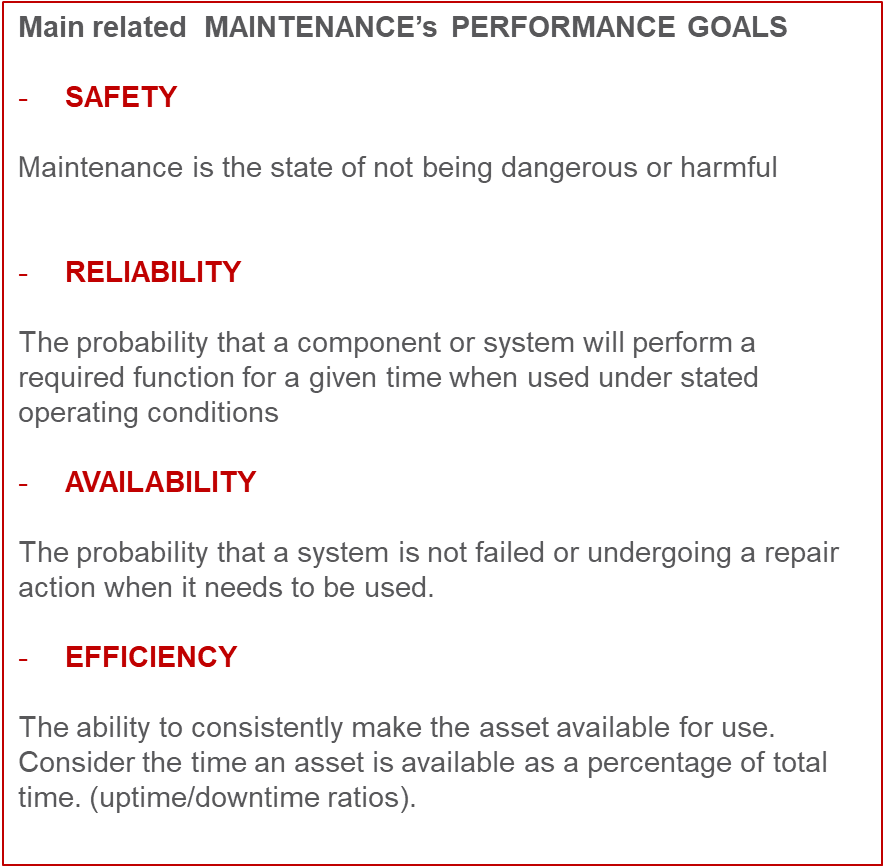 Main related MAINTENANCE’s PERFORMANCE GOALS
- SAFETY
Maintenance is the state of not being dangerous or harmful
- RELIABILITY
The probability that a component or system will perform a
required function for a given time when used under stated
operating conditions
- AVAILABILITY
The probability that a system is not failed or undergoing a repair
action when it needs to be used.
- EFFICIENCY
The ability to consistently make the asset available for use.
Consider the time an asset is available as a percentage of total
time. (uptime/downtime ratios).